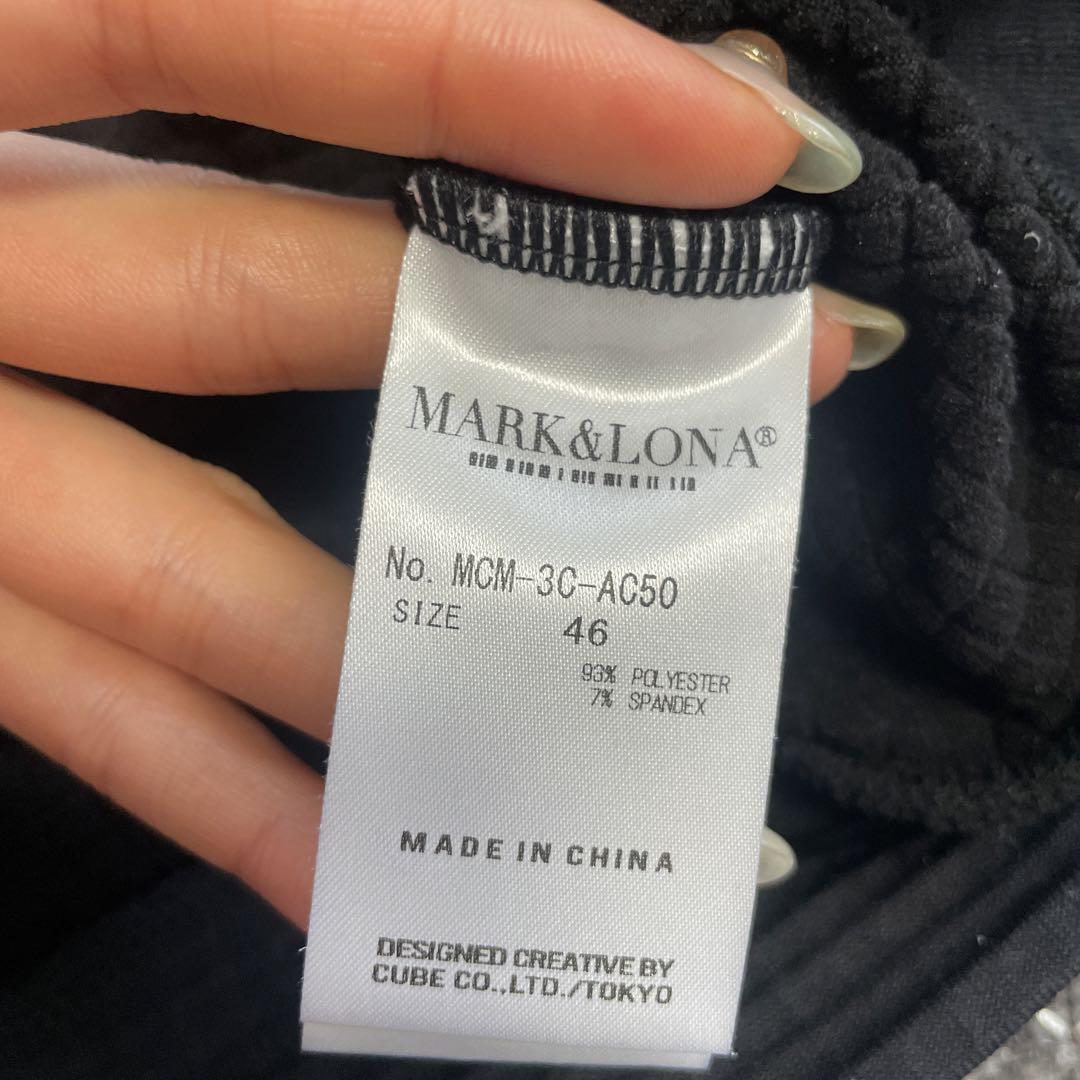 MARK&LONA®
No. MCM-3C-AC50
SIZE 46
93% POLYESTER
7% SPANDEX
MADE IN CHINA
DESIGNED CREATIVE BY
CUBE CO.,LTD./TOKYO